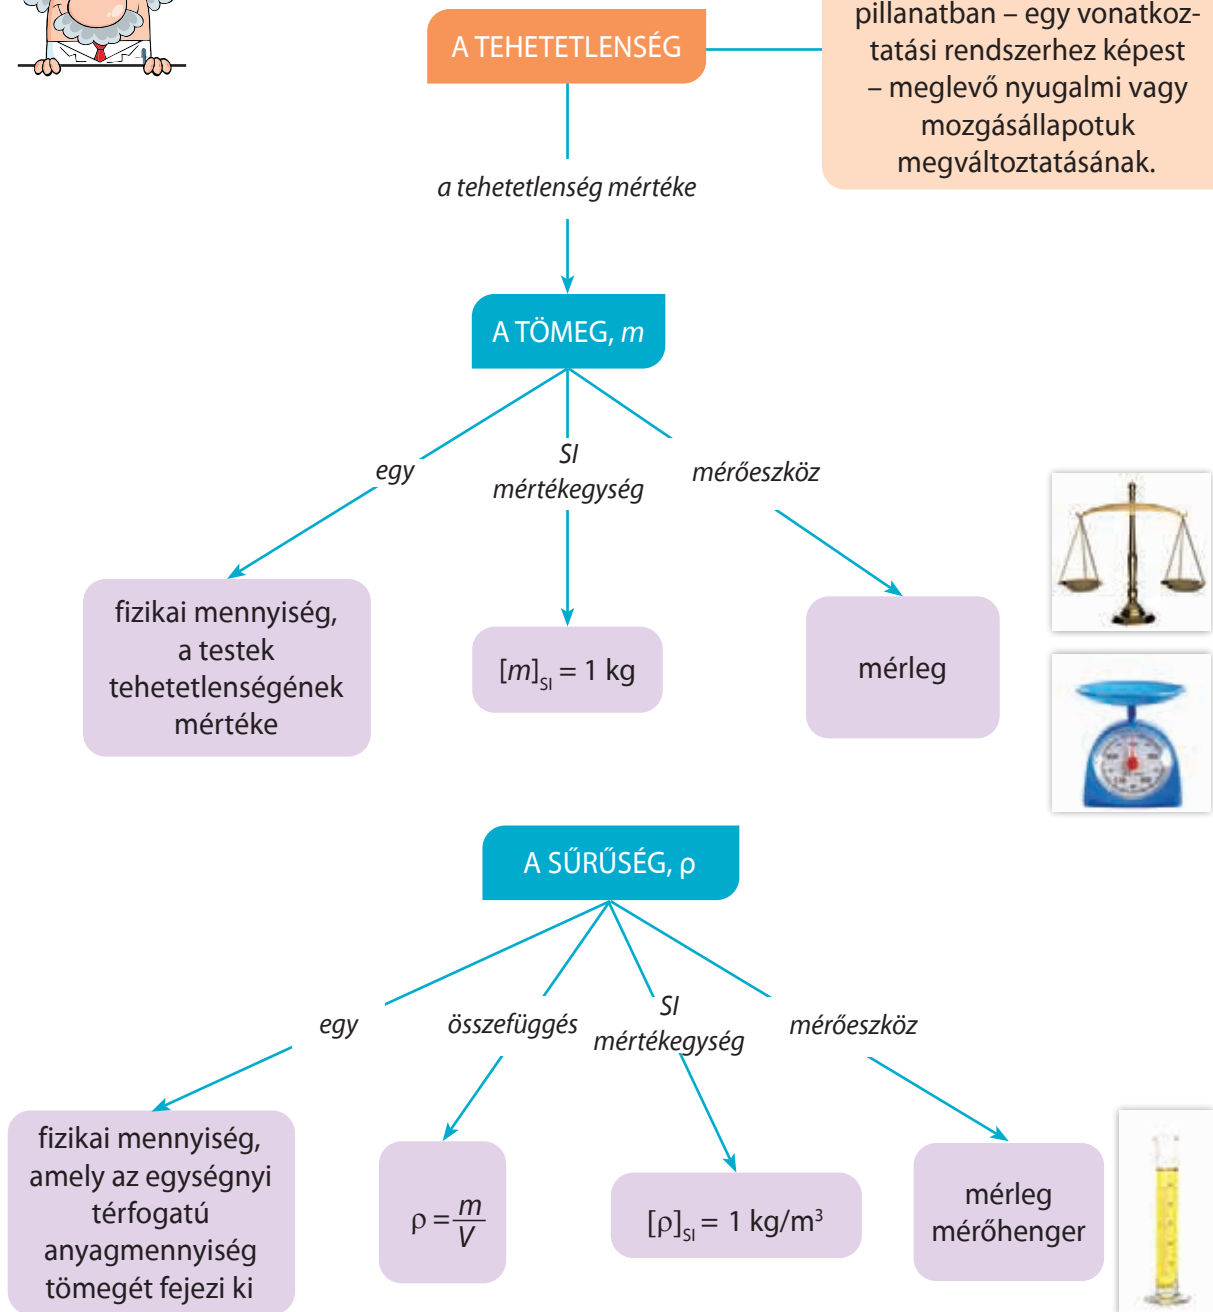 pillanatban – egy vonatkoz-
tatási rendszerhez képest
– meglevő nyugalmi vagy
mozgásállapotuk
megváltoztatásának.
A TEHETETLENSÉG
a tehetetlenség mértéke
A TÖMEG, m
egy
SI
mértékegység
mérőeszköz
fizikai mennyiség,
a testek
tehetetlenségének
mértéke
[m]SI = 1 kg
mérleg
A SŰRŰSÉG, ρ
egy
összefüggés
SI
mértékegység
mérőeszköz
fizikai mennyiség,
amely az egységnyi
térfogatú
anyagmennyiség
tömegét fejezi ki
ρ = m/V
[ρ]SI = 1 kg/m³
mérleg
mérőhenger